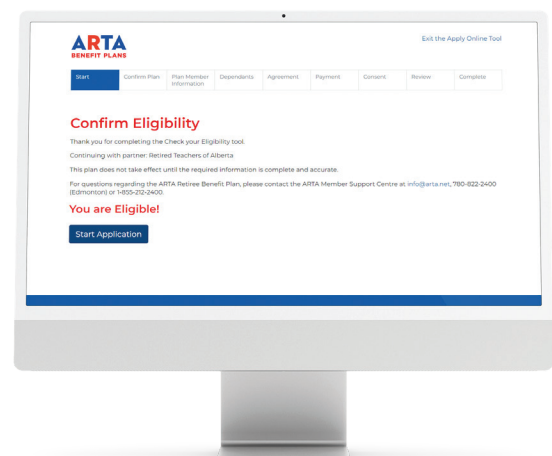 ARTA
BENEFIT PLANS
Exit the Apply Online Tool
Start
Confirm Plan
Plan Member
Information
Dependants
Agreement
Payment
Consent
Review
Complete
Confirm Eligibility
Thank you for completing the Check your Eligibility tool.
Continuing with partner: Retired Teachers of Alberta
This plan does not take effect until the required information is complete and accurate.
For questions regarding the ARTA Retiree Benefit Plan, please contact the ARTA Member Support Centre at info@arta.net, 780-822-2400
(Edmonton) or 1-855-212-2400.
You are Eligible!
Start Application